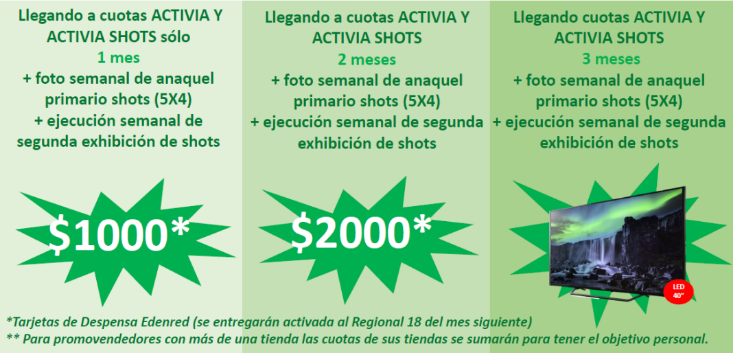 Llegando a cuotas ACTIVIA Y
ACTIVIA SHOTS sólo
1 mes
+ foto semanal de anaquel
primario shots (5X4)
+ ejecución semanal de
segunda exhibición de shots
$1000*
Llegando a cuotas ACTIVIA Y
ACTIVIA SHOTS
2 meses
+ foto semanal de anaquel
primario shots (5X4)
+ ejecución semanal de segunda
exhibición de shots
$2000*
Llegando cuotas ACTIVIA Y
ACTIVIA SHOTS
3 meses
+ foto semanal de anaquel
primario shots (5X4)
+ ejecución semanal de segunda
exhibición de shots
LED
40"
*Tarjetas de Despensa Edenred (se entregarán activada al Regional 18 del mes siguiente)
** Para promovendedores con más de una tienda las cuotas de sus tiendas se sumarán para tener el objetivo personal.